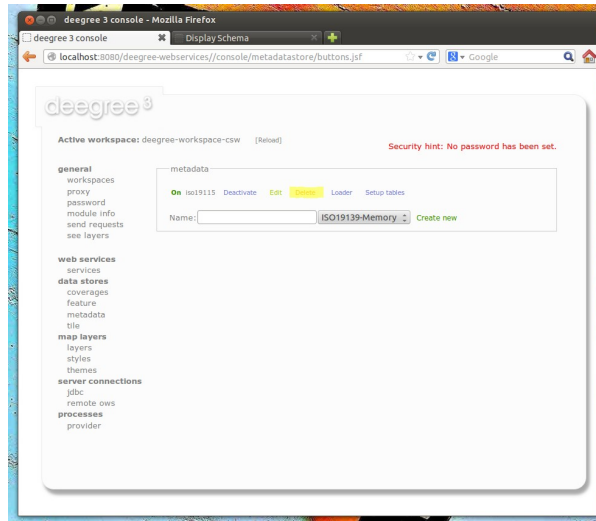 deegree 3 console - Mozilla Firefox
deegree 3 console
Display Schema
localhost:8080/deegree-webservices//console/metadatastore/buttons.jsf
Google
deegree 3
Active workspace: deegree-workspace-csw [Reload]
Security hint: No password has been set.
general
workspaces
proxy
password
module info
send requests
see layers
web services
services
data stores
coverages
feature
metadata
tile
map layers
layers
styles
themes
server connections
jdbc
remote ows
processes
provider
metadata
On iso19115 Deactivate Edit Delete Loader Setup tables
Name: ISO19139-Memory Create new